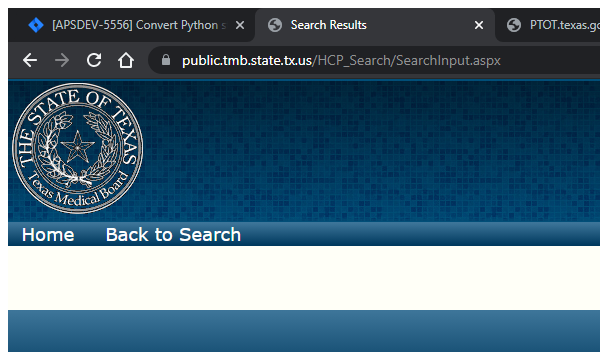 [APSDEV-5556] Convert Python s
Search Results
PTOT.texas.go
public.tmb.state.tx.us/HCP_Search/SearchInput.aspx
THE STATE OF TEXAS
Texas Medical Board
Home
Back to Search